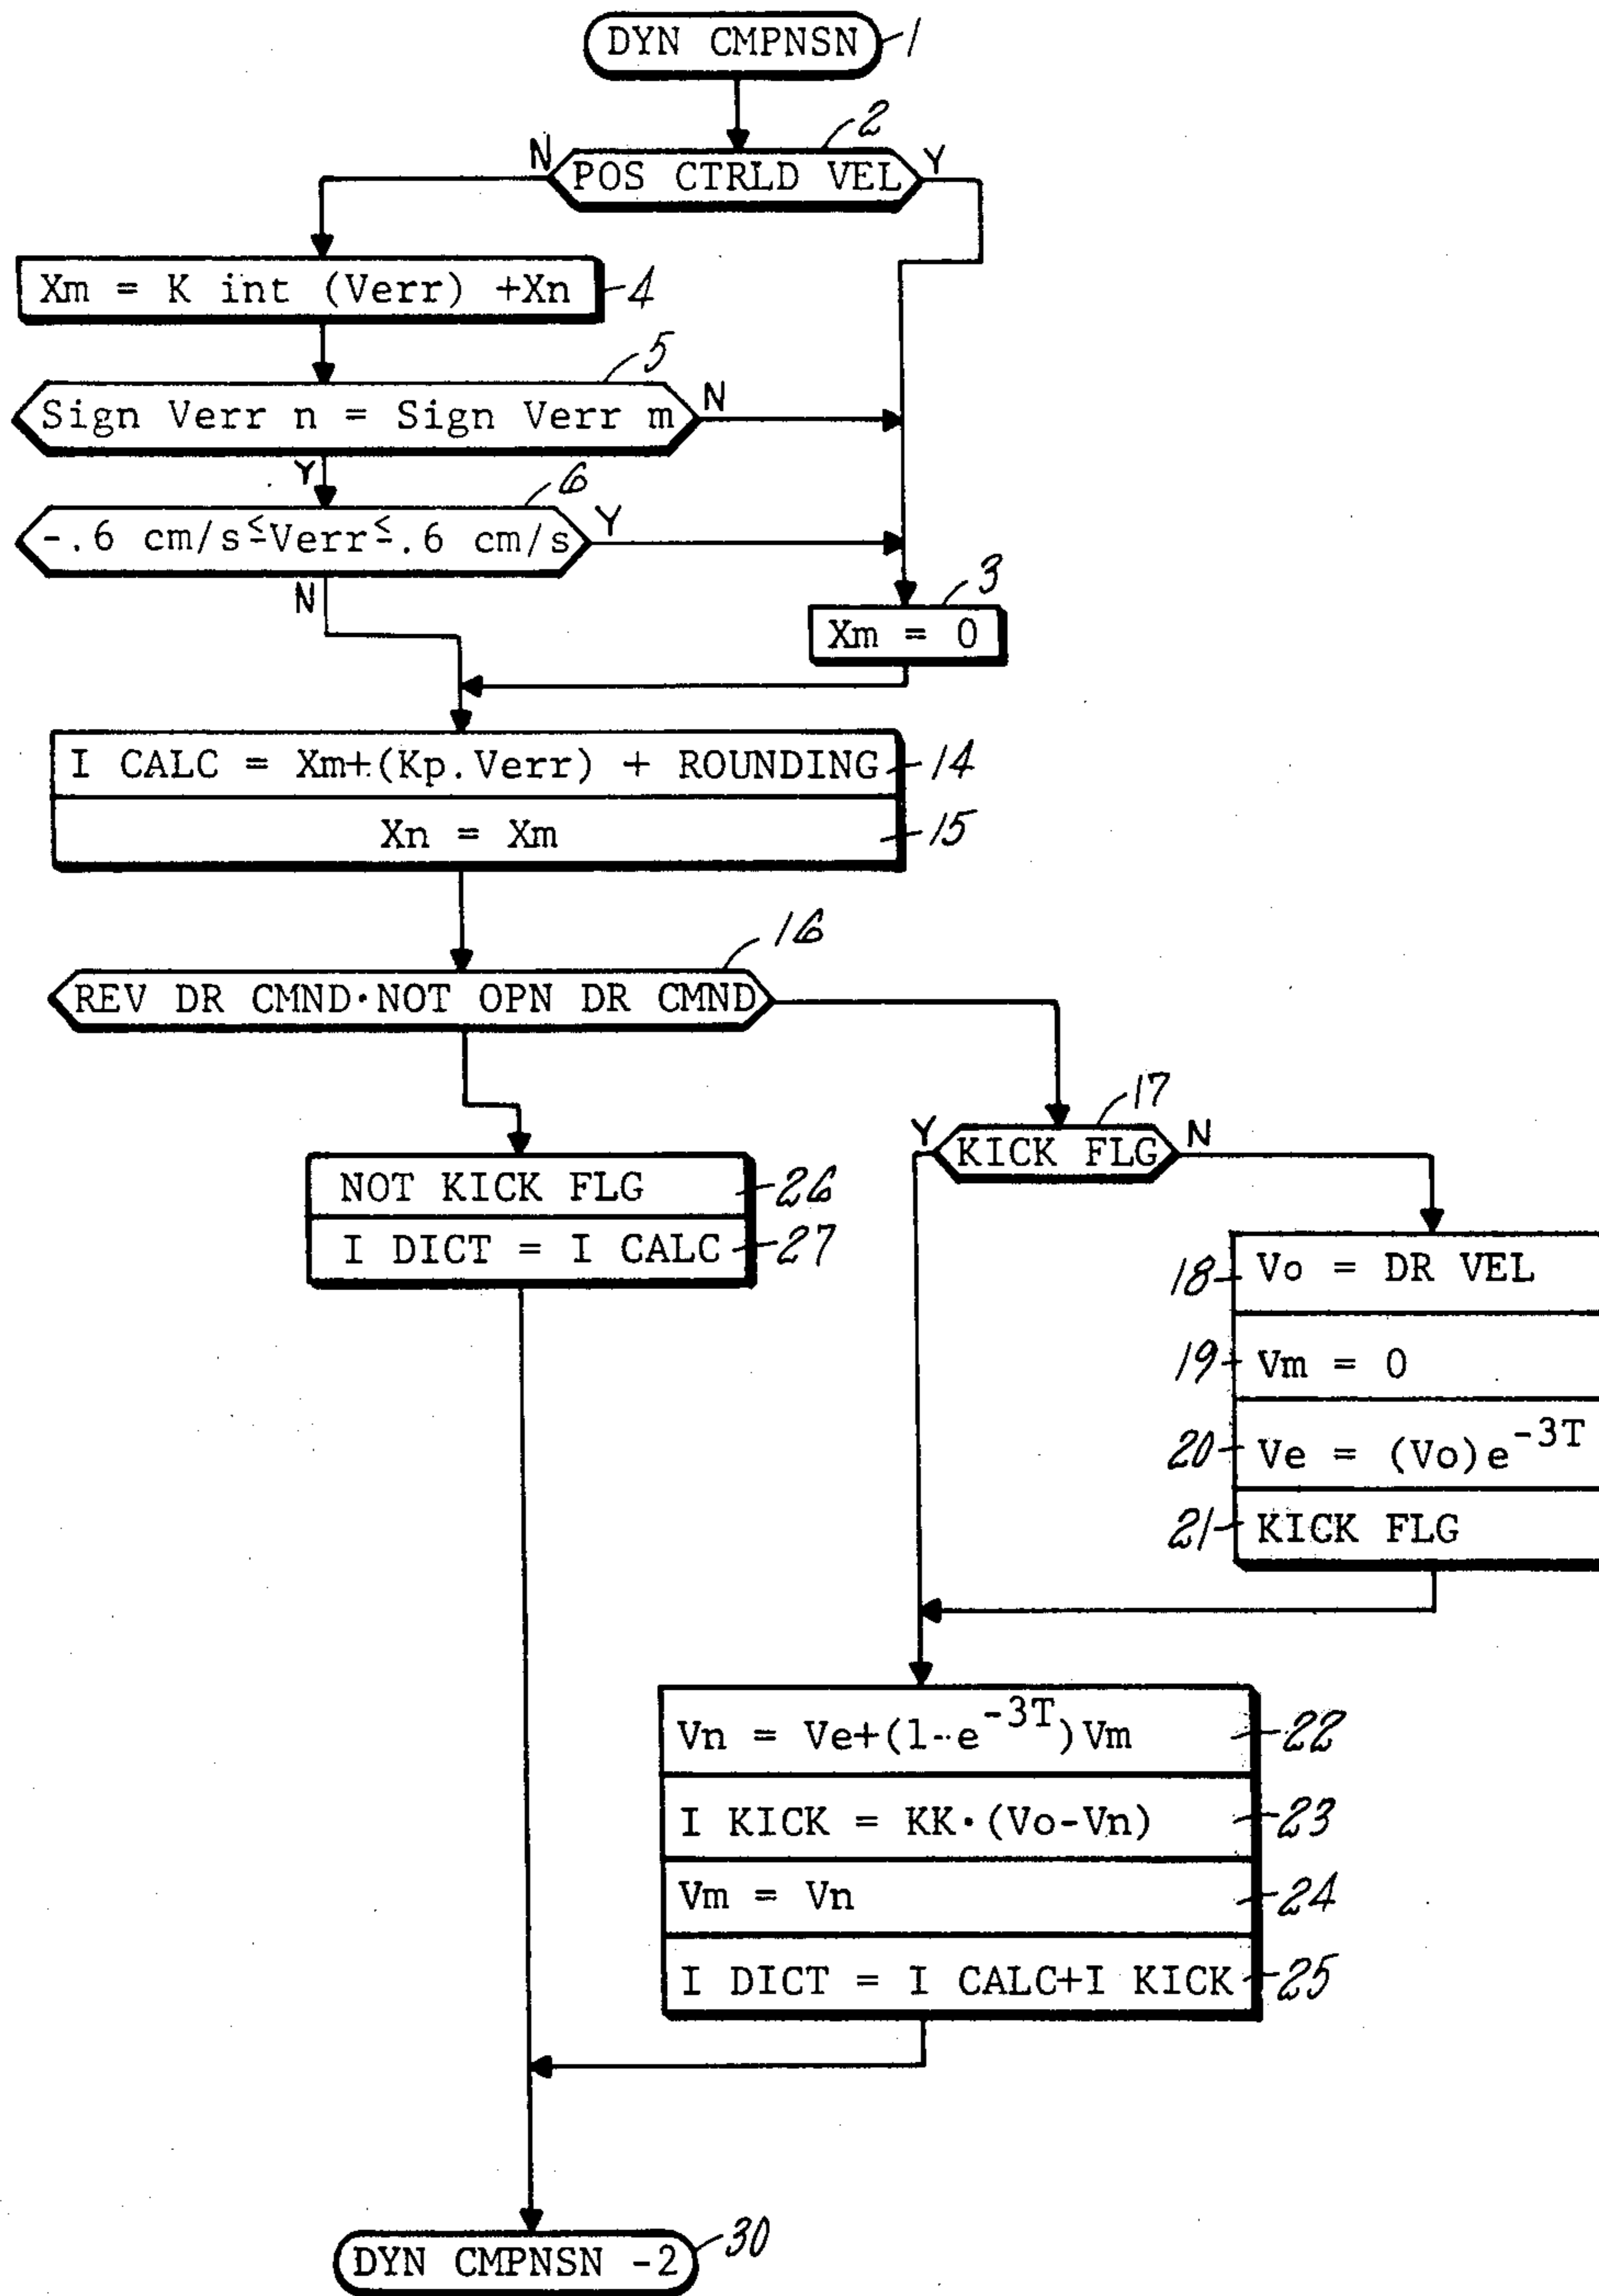 DYN CMPNSN 1
2
N POS CTRLD VEL Y
Xm = K int (Verr) +Xn 4
5
Sign Verr n = Sign Verr m N
Y
6
-.6 cm/s≤Verr≤.6 cm/s Y
N
3
Xm = 0
I CALC = Xm+(Kp.Verr) + ROUNDING 14
Xn = Xm 15
16
REV DR CMND·NOT OPN DR CMND
17
Y KICK FLG N
NOT KICK FLG 26
I DICT = I CALC 27
18 Vo = DR VEL
19 Vm = 0
20 Ve = (Vo)e^-3T
21 KICK FLG
Vn = Ve+(1-e^-3T)Vm 22
I KICK = KK·(Vo-Vn) 23
Vm = Vn 24
I DICT = I CALC+I KICK 25
DYN CMPNSN -2 30